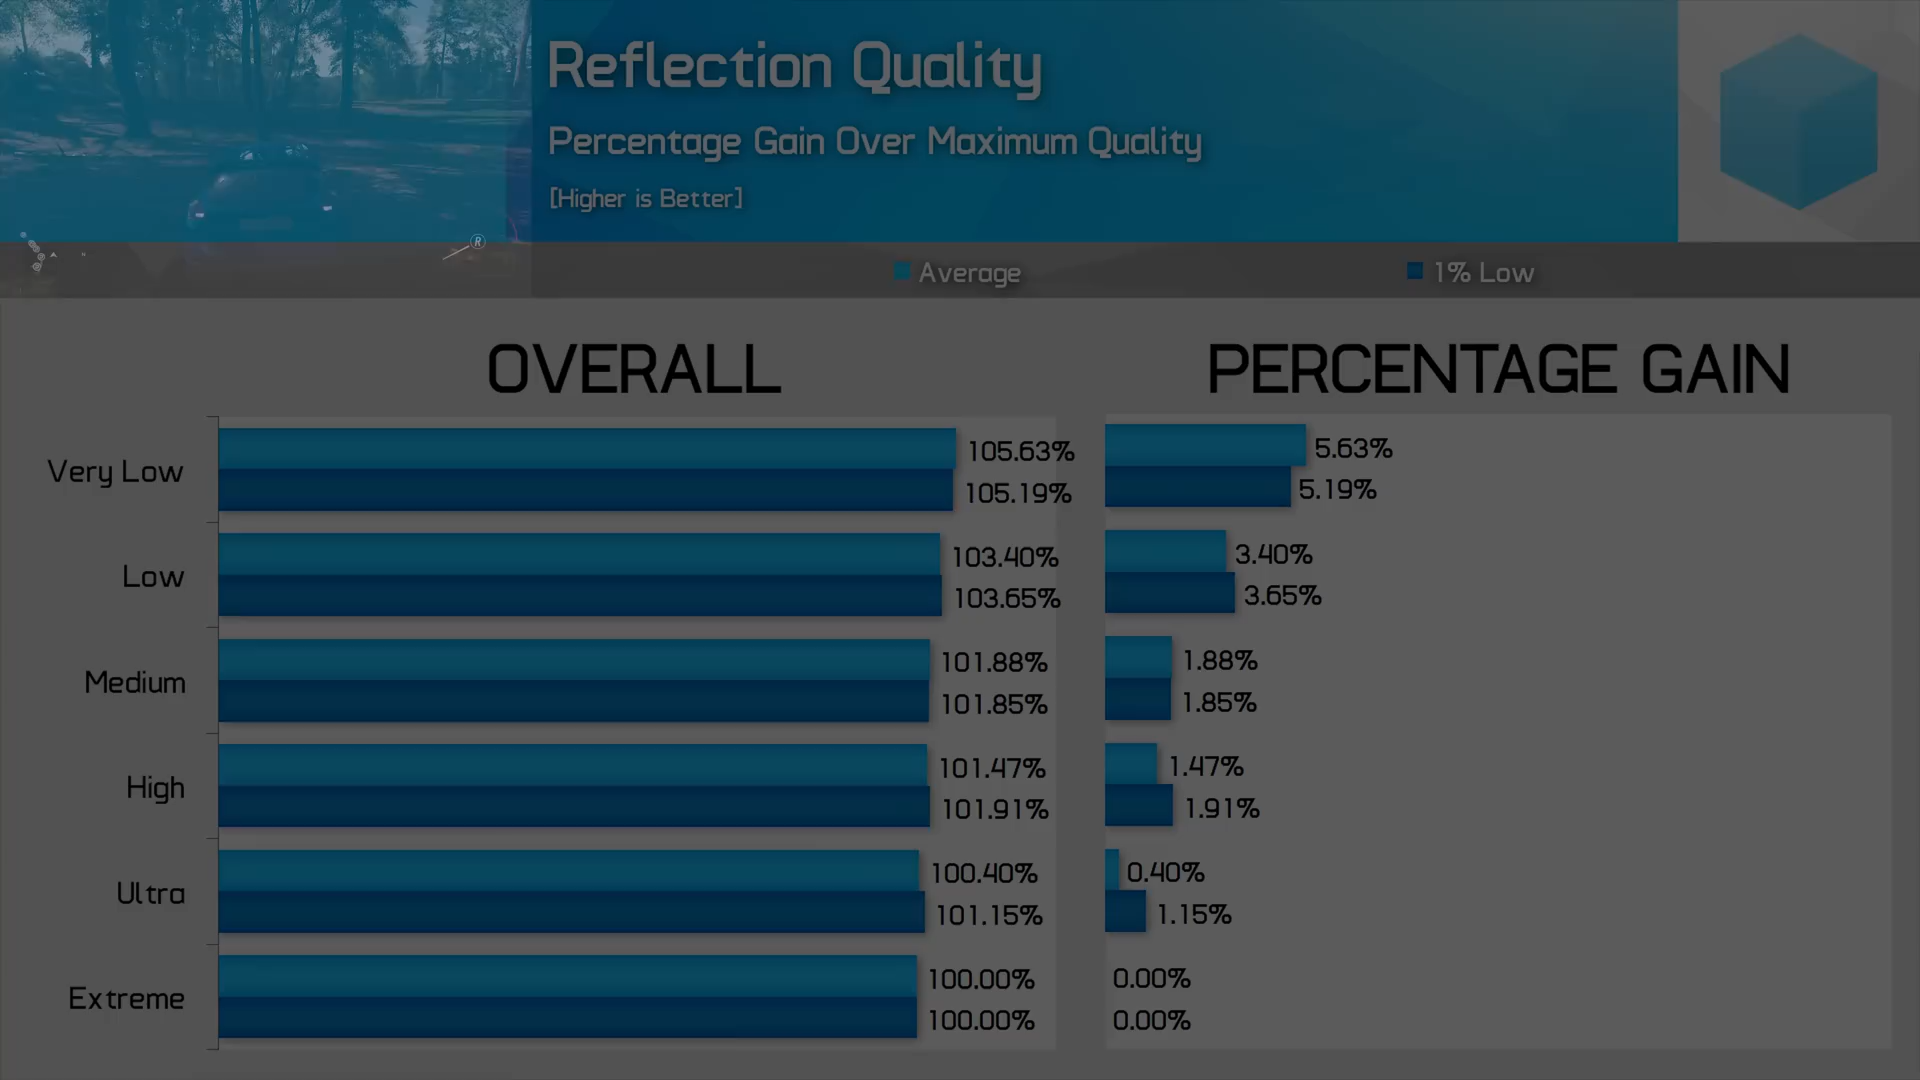 Reflection Quality
Percentage Gain Over Maximum Quality
[Higher is Better]
R
Average
1% Low
OVERALL
PERCENTAGE GAIN
Very Low
105.63%
105.19%
5.63%
5.19%
Low
103.40%
103.65%
3.40%
3.65%
Medium
101.88%
101.85%
1.88%
1.85%
High
101.47%
101.91%
1.47%
1.91%
Ultra
100.40%
101.15%
0.40%
1.15%
Extreme
100.00%
100.00%
0.00%
0.00%